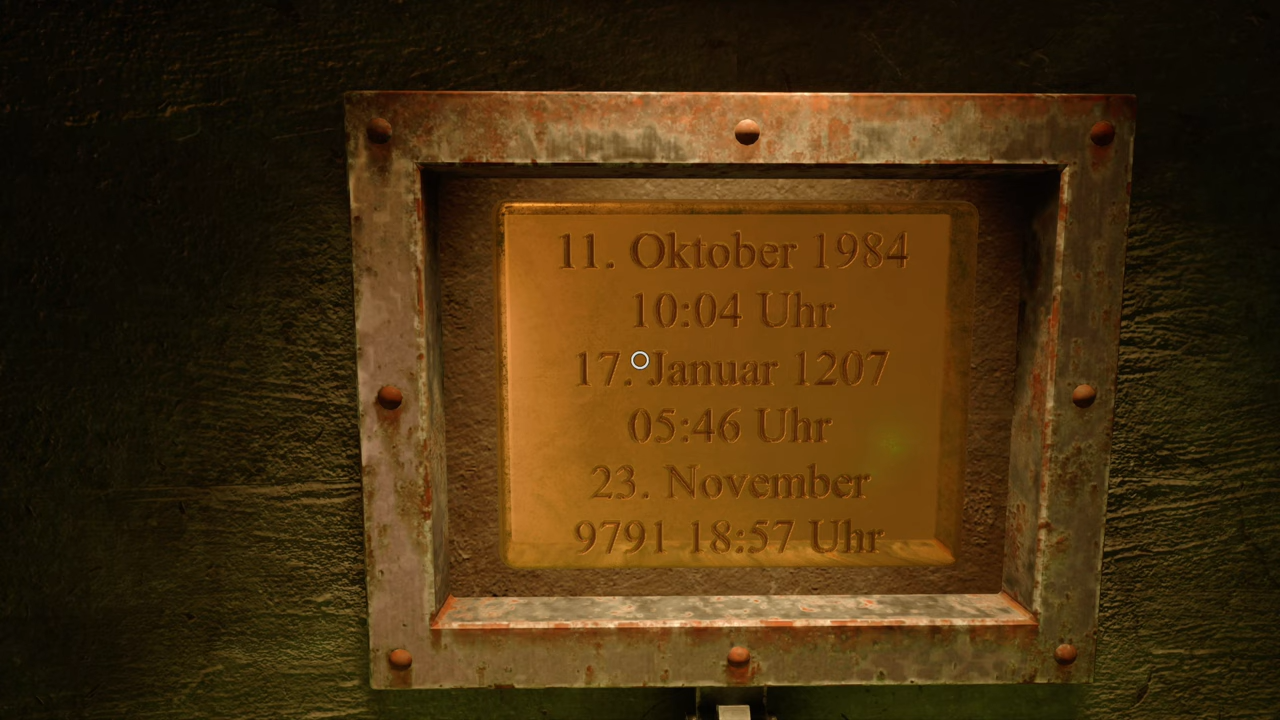 11. Oktober 1984
10:04 Uhr
17. Januar 1207
05:46 Uhr
23. November
9791 18:57 Uhr